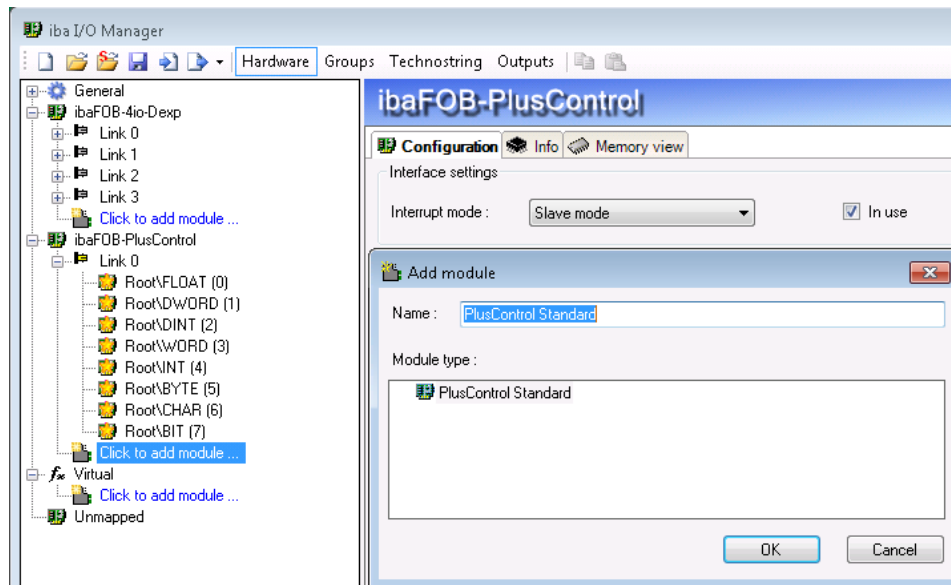 iba I/O Manager
Hardware Groups Technostring Outputs
General
ibaFOB-4io-Dexp
Link 0
Link 1
Link 2
Link 3
Click to add module ...
ibaFOB-PlusControl
Link 0
Root\FLOAT (0)
Root\DWORD (1)
Root\DINT (2)
Root\WORD (3)
Root\INT (4)
Root\BYTE (5)
Root\CHAR (6)
Root\BIT (7)
Click to add module ...
fx Virtual
Click to add module ...
Unmapped
ibaFOB-PlusControl
Configuration Info Memory view
Interface settings
Interrupt mode : Slave mode In use
Add module
Name : PlusControl Standard
Module type :
PlusControl Standard
OK Cancel